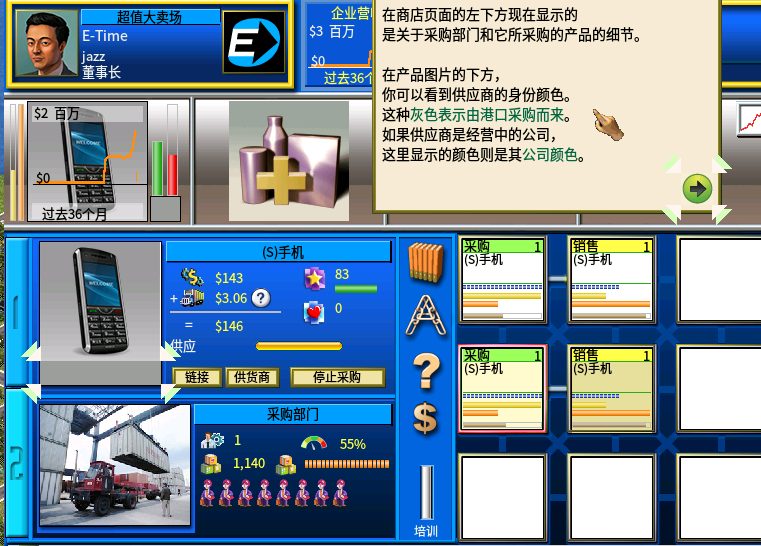 超值大卖场
E-Time
jazz
董事长
E
企业营
$3 百万
$0
过去36个
在商店页面的左下方现在显示的
是关于采购部门和它所采购的产品的细节。
在产品图片的下方，
你可以看到供应商的身份颜色。
这种灰色表示由港口采购而来。
如果供应商是经营中的公司，
这里显示的颜色则是其公司颜色。
$2 百万
WELCOME
$0
过去36个月
1
2
WELCOME
(S)手机
$143
+ $3.06 ?
= $146
83
0
供应
链接
供货商
停止采购
采购部门
1
55%
1,140
A
?
$
培训
采购 1
(S)手机
销售 1
(S)手机
采购 1
(S)手机
销售 1
(S)手机